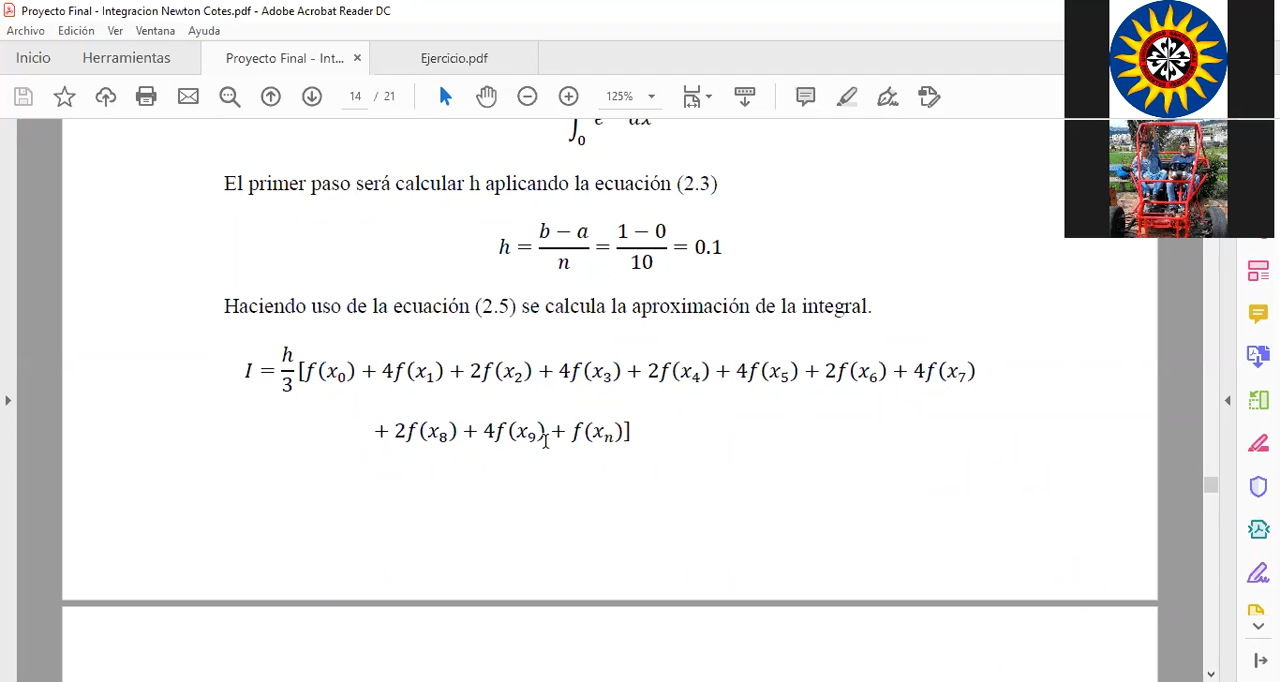 Proyecto Final - Integracion Newton Cotes.pdf - Adobe Acrobat Reader DC
Archivo Edición Ver Ventana Ayuda
Inicio Herramientas Proyecto Final - Int... × Ejercicio.pdf
14 / 21 125%
∫₀
El primer paso será calcular h aplicando la ecuación (2.3)
h = (b − a)/n = (1 − 0)/10 = 0.1
Haciendo uso de la ecuación (2.5) se calcula la aproximación de la integral.
I = h/3 [f(x₀) + 4f(x₁) + 2f(x₂) + 4f(x₃) + 2f(x₄) + 4f(x₅) + 2f(x₆) + 4f(x₇)
+ 2f(x₈) + 4f(x₉) + f(xₙ)]